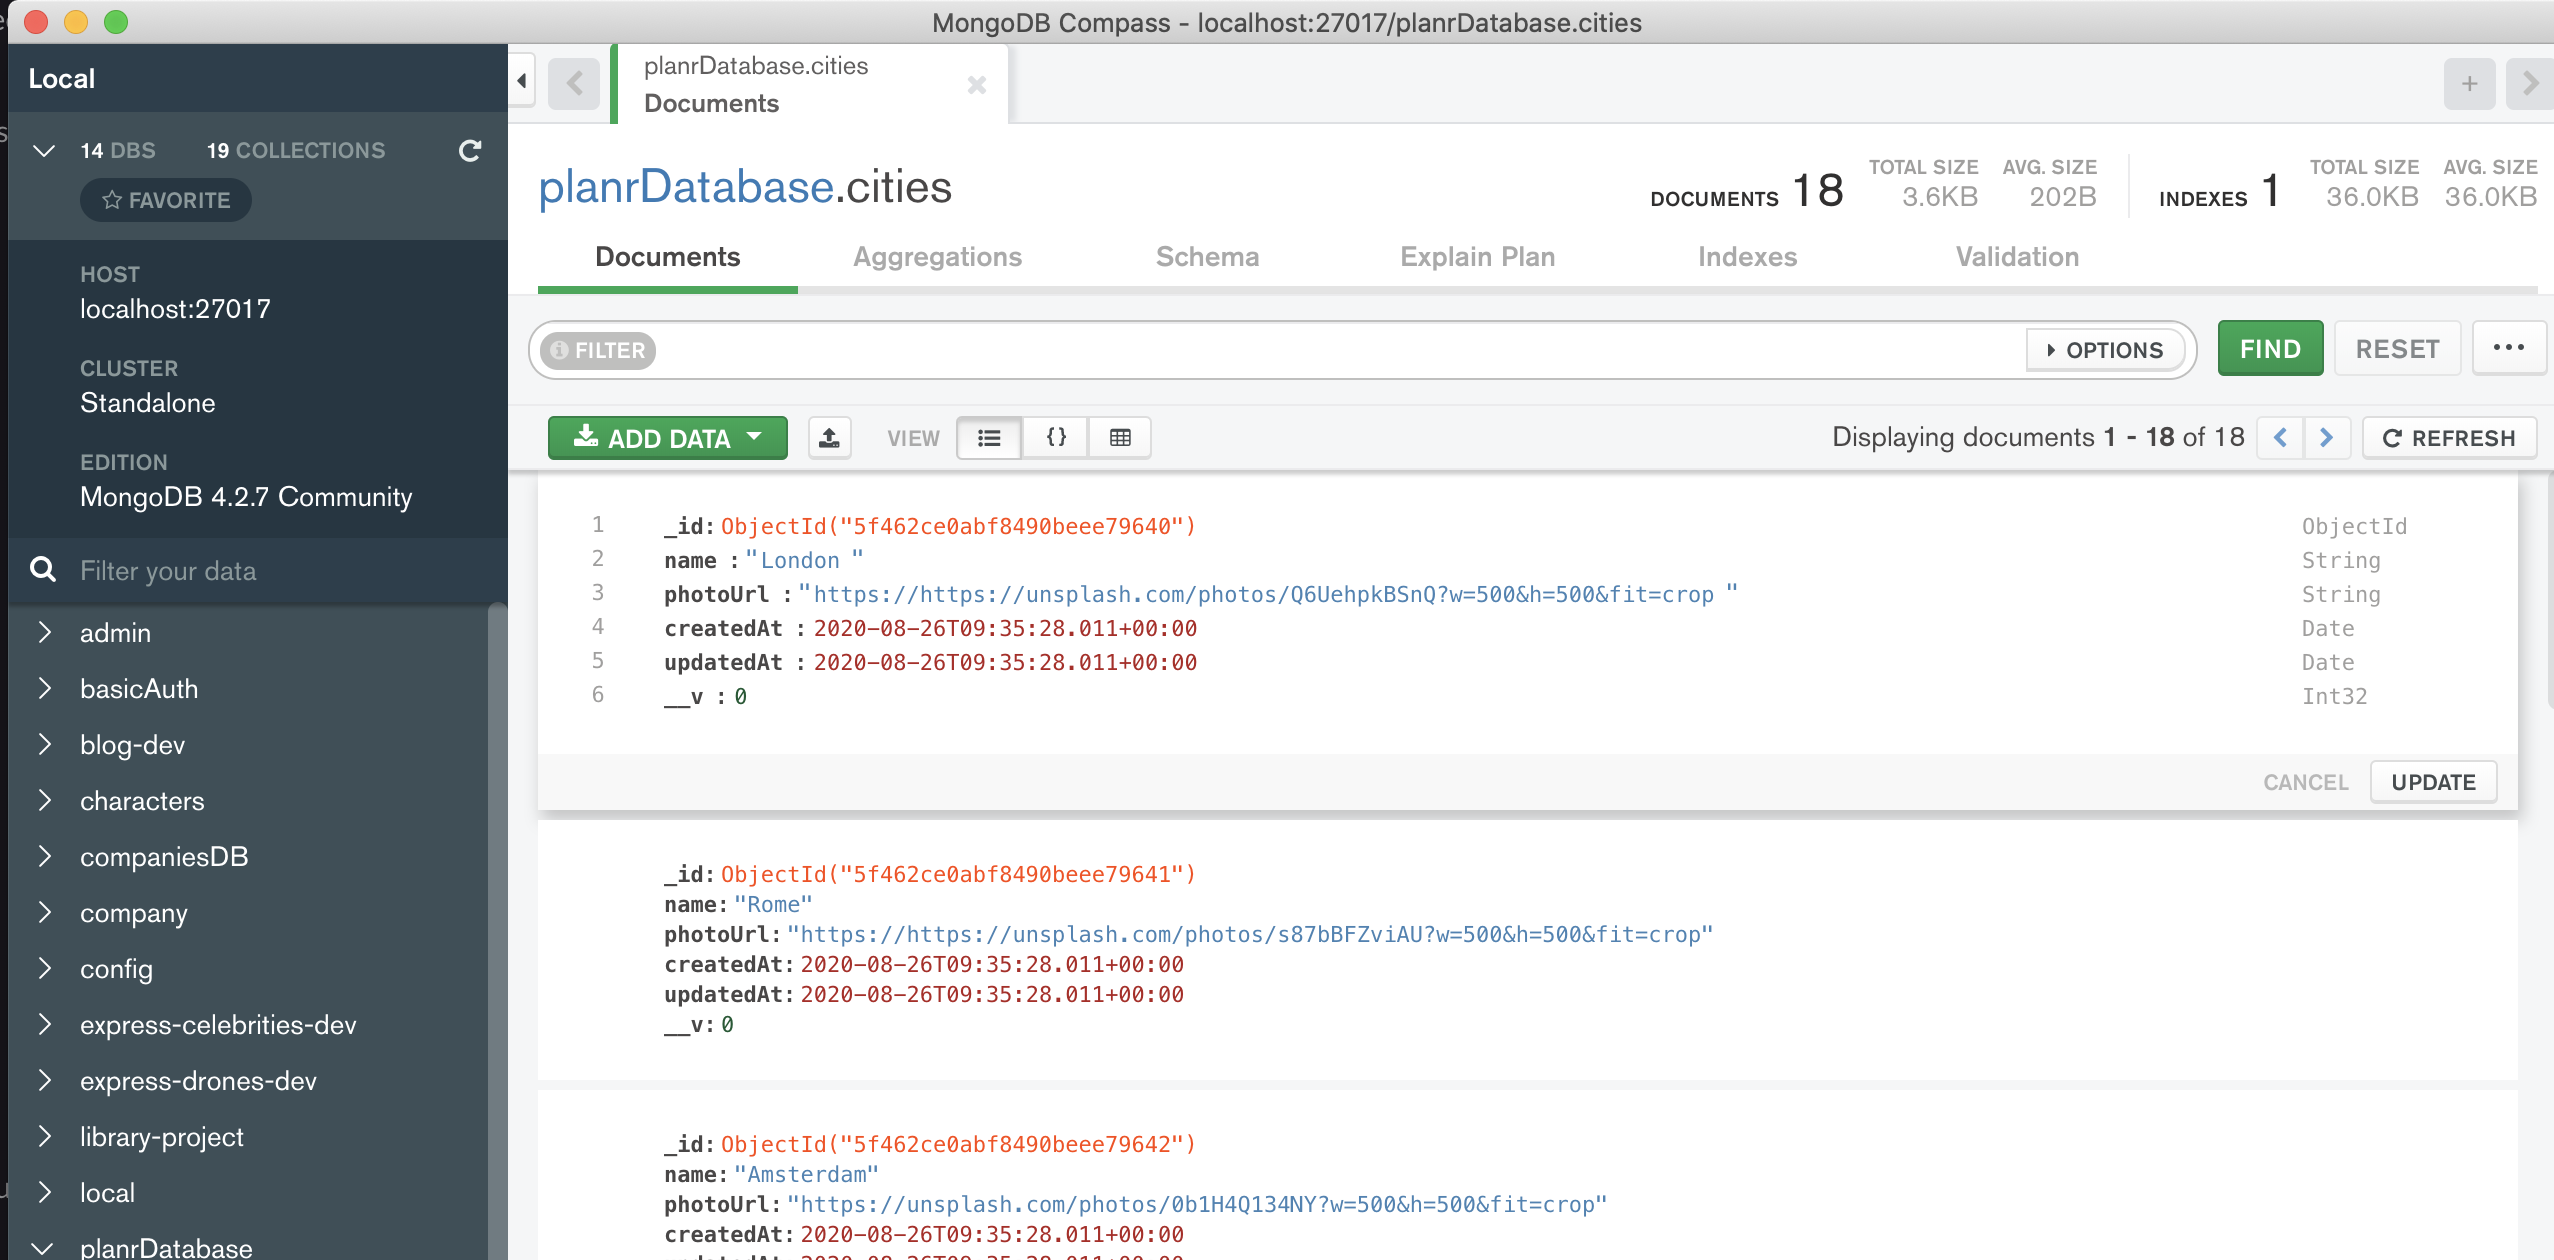 MongoDB Compass - localhost:27017/planrDatabase.cities
Local
14 DBS 19 COLLECTIONS
FAVORITE
HOST
localhost:27017
CLUSTER
Standalone
EDITION
MongoDB 4.2.7 Community
Filter your data
admin
basicAuth
blog-dev
characters
companiesDB
company
config
express-celebrities-dev
express-drones-dev
library-project
local
planrDatabase
planrDatabase.cities
Documents
planrDatabase.cities
DOCUMENTS 18 TOTAL SIZE 3.6KB AVG. SIZE 202B INDEXES 1 TOTAL SIZE 36.0KB AVG. SIZE 36.0KB
Documents Aggregations Schema Explain Plan Indexes Validation
FILTER OPTIONS FIND RESET ...
ADD DATA VIEW {} Displaying documents 1 - 18 of 18 REFRESH
1 _id: ObjectId("5f462ce0abf8490beee79640") ObjectId
2 name : "London " String
3 photoUrl : "https://https://unsplash.com/photos/Q6UehpkBSnQ?w=500&h=500&fit=crop " String
4 createdAt : 2020-08-26T09:35:28.011+00:00 Date
5 updatedAt : 2020-08-26T09:35:28.011+00:00 Date
6 __v : 0 Int32
CANCEL UPDATE
_id: ObjectId("5f462ce0abf8490beee79641")
name: "Rome"
photoUrl: "https://https://unsplash.com/photos/s87bBFZviAU?w=500&h=500&fit=crop"
createdAt: 2020-08-26T09:35:28.011+00:00
updatedAt: 2020-08-26T09:35:28.011+00:00
__v: 0
_id: ObjectId("5f462ce0abf8490beee79642")
name: "Amsterdam"
photoUrl: "https://unsplash.com/photos/0b1H4Q134NY?w=500&h=500&fit=crop"
createdAt: 2020-08-26T09:35:28.011+00:00